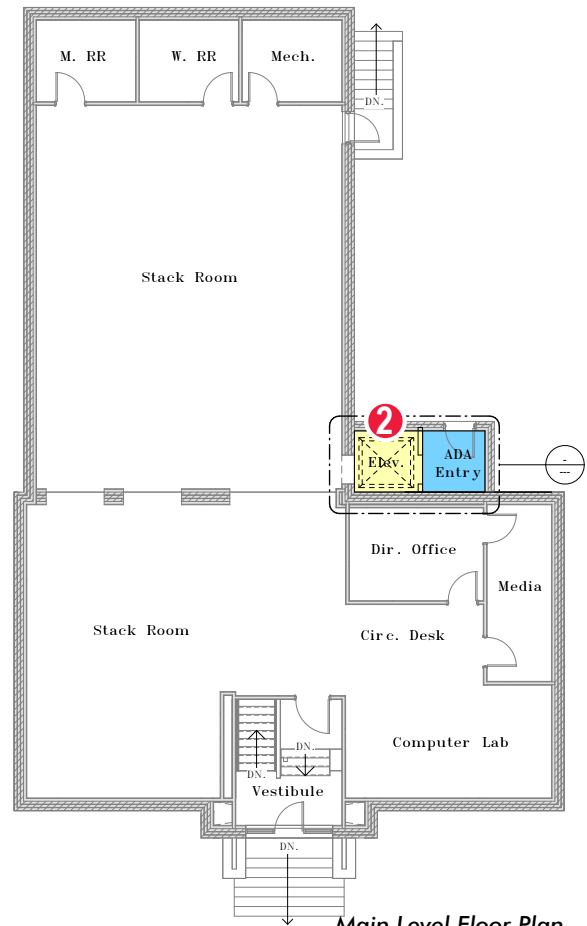 M. RR
W. RR
Mech.
DN.
Stack Room
2
Elev.
ADA
Entry
-
---
Dir. Office
Media
Stack Room
Circ. Desk
Computer Lab
DN.
DN.
Vestibule
DN.
Main Level Floor Plan